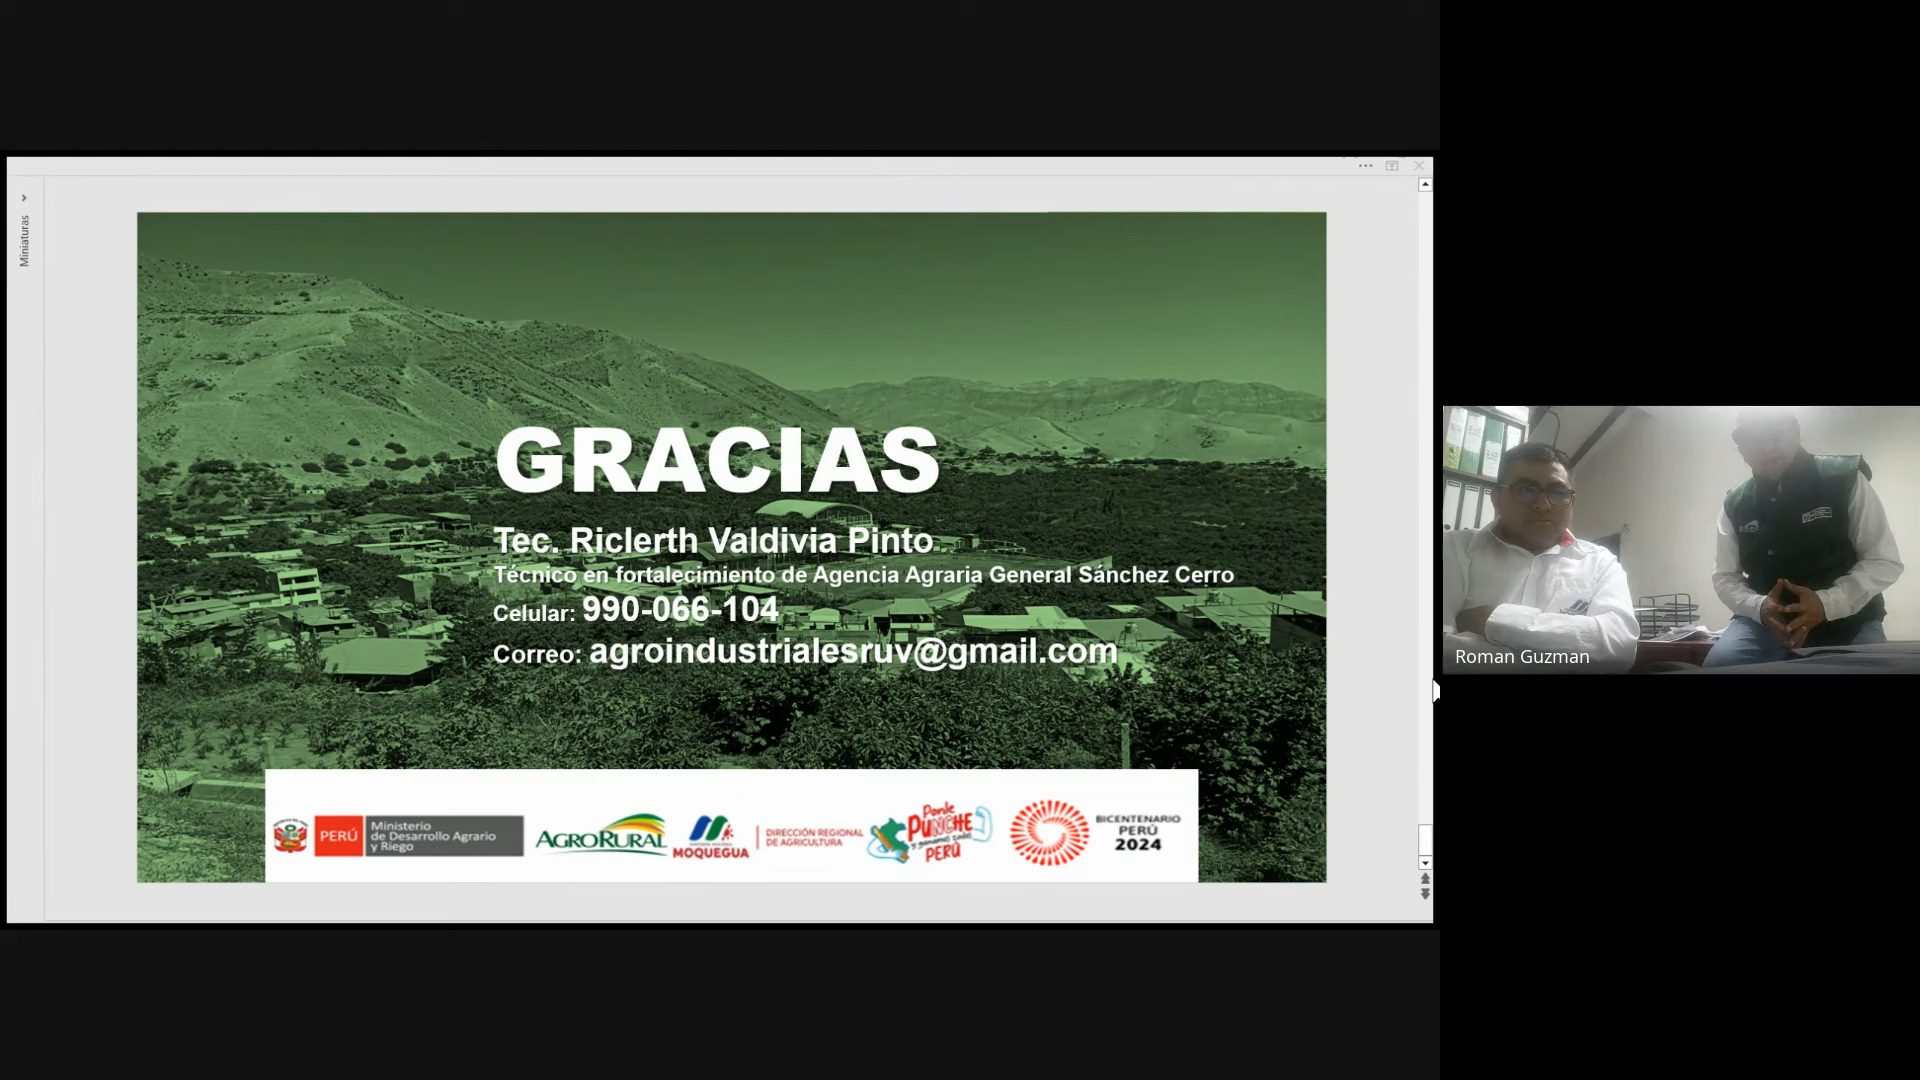 Miniaturas
GRACIAS
Tec. Riclerth Valdivia Pinto
Técnico en fortalecimiento de Agencia Agraria General Sánchez Cerro
Celular: 990-066-104
Correo: agroindustrialesruv@gmail.com
PERÚ
Ministerio
de Desarrollo Agrario
y Riego
AGRORURAL
MOQUEGUA
DIRECCIÓN REGIONAL
DE AGRICULTURA
Ponle
PUNCHE
y ganamos todos
PERÚ
BICENTENARIO
PERÚ
2024
Roman Guzman